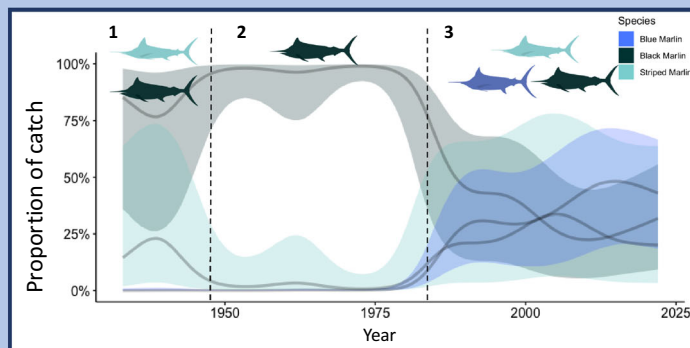 1
2
3
Species
Blue Marlin
Black Marlin
Striped Marlin
100%
75%
50%
25%
0%
Proportion of catch
1950
1975
2000
2025
Year